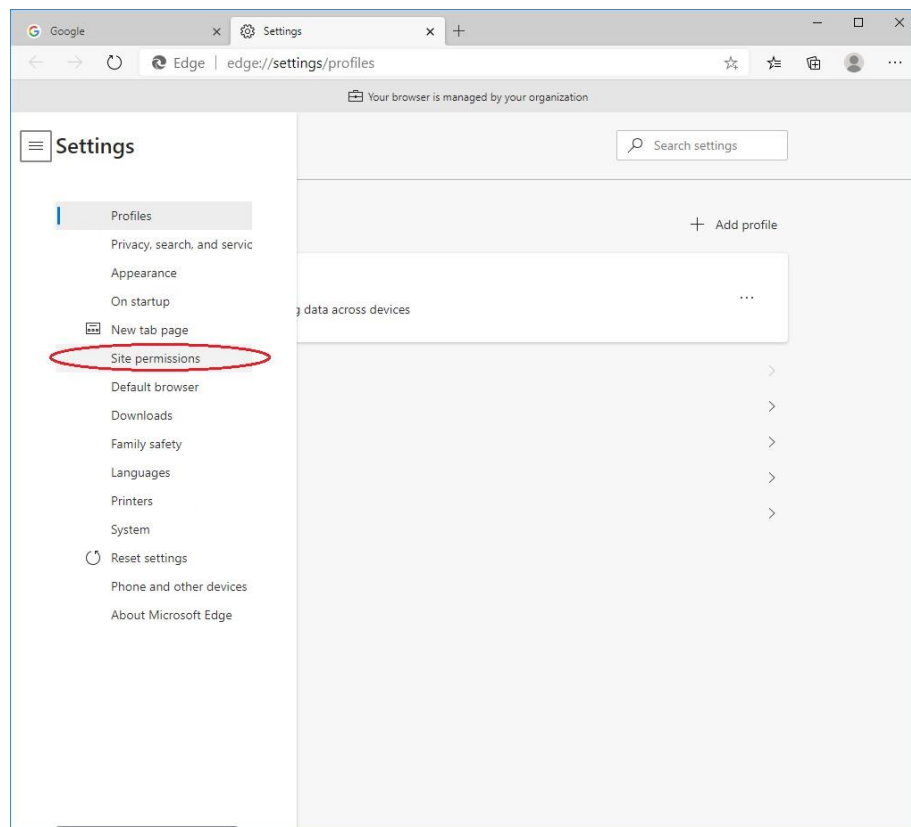 Google
Settings
Edge | edge://settings/profiles
Your browser is managed by your organization
Settings
Search settings
Profiles
Add profile
Privacy, search, and servic
Appearance
On startup
g data across devices
New tab page
Site permissions
Default browser
Downloads
Family safety
Languages
Printers
System
Reset settings
Phone and other devices
About Microsoft Edge